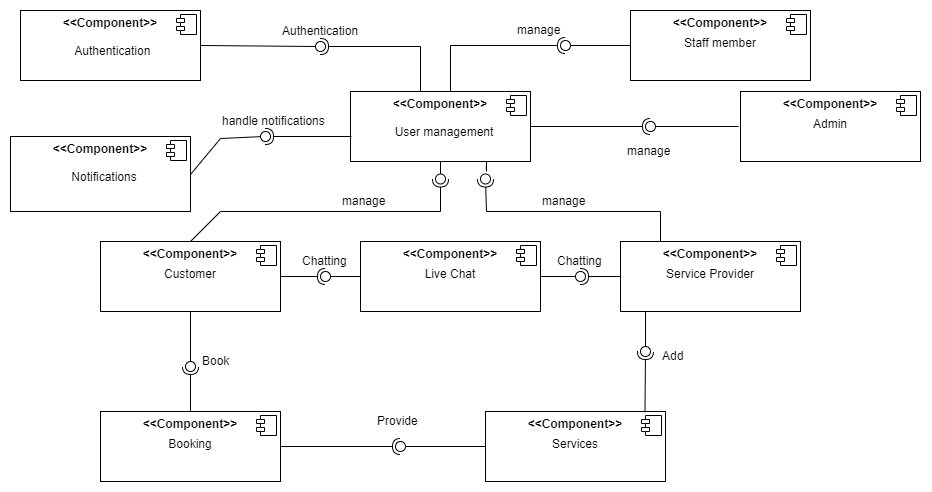 <<Component>>
Authentication
Authentication
manage
<<Component>>
Staff member
<<Component>>
User management
<<Component>>
Admin
handle notifications
manage
<<Component>>
Notifications
manage
manage
<<Component>>
Customer
Chatting
<<Component>>
Live Chat
Chatting
<<Component>>
Service Provider
Book
Add
<<Component>>
Booking
Provide
<<Component>>
Services